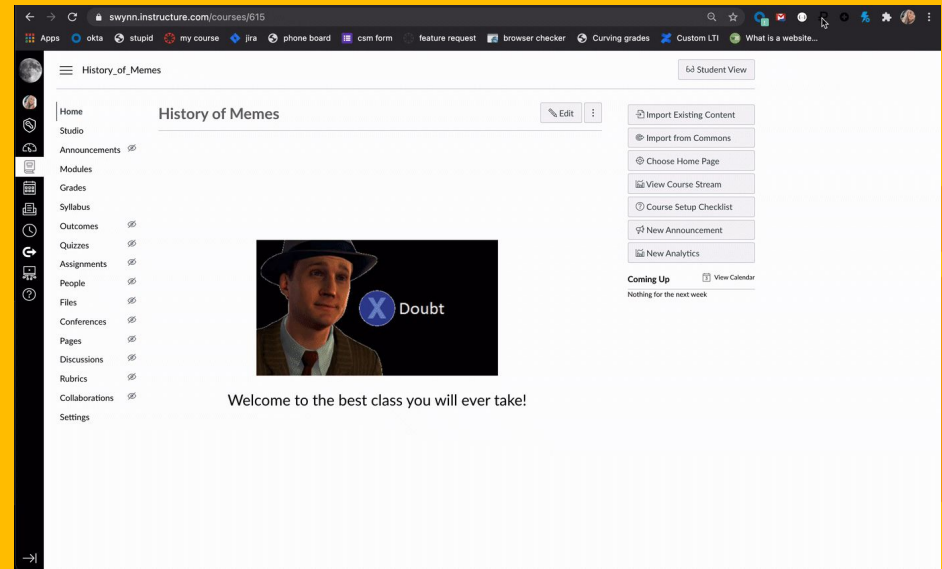 swynn.instructure.com/courses/615
Apps okta stupid my course jira phone board csm form feature request browser checker Curving grades Custom LTI What is a website...
History_of_Memes
Student View
Home
Studio
Announcements
Modules
Grades
Syllabus
Outcomes
Quizzes
Assignments
People
Files
Conferences
Pages
Discussions
Rubrics
Collaborations
Settings
History of Memes
Edit
X Doubt
Welcome to the best class you will ever take!
Import Existing Content
Import from Commons
Choose Home Page
View Course Stream
Course Setup Checklist
New Announcement
New Analytics
Coming Up View Calendar
Nothing for the next week